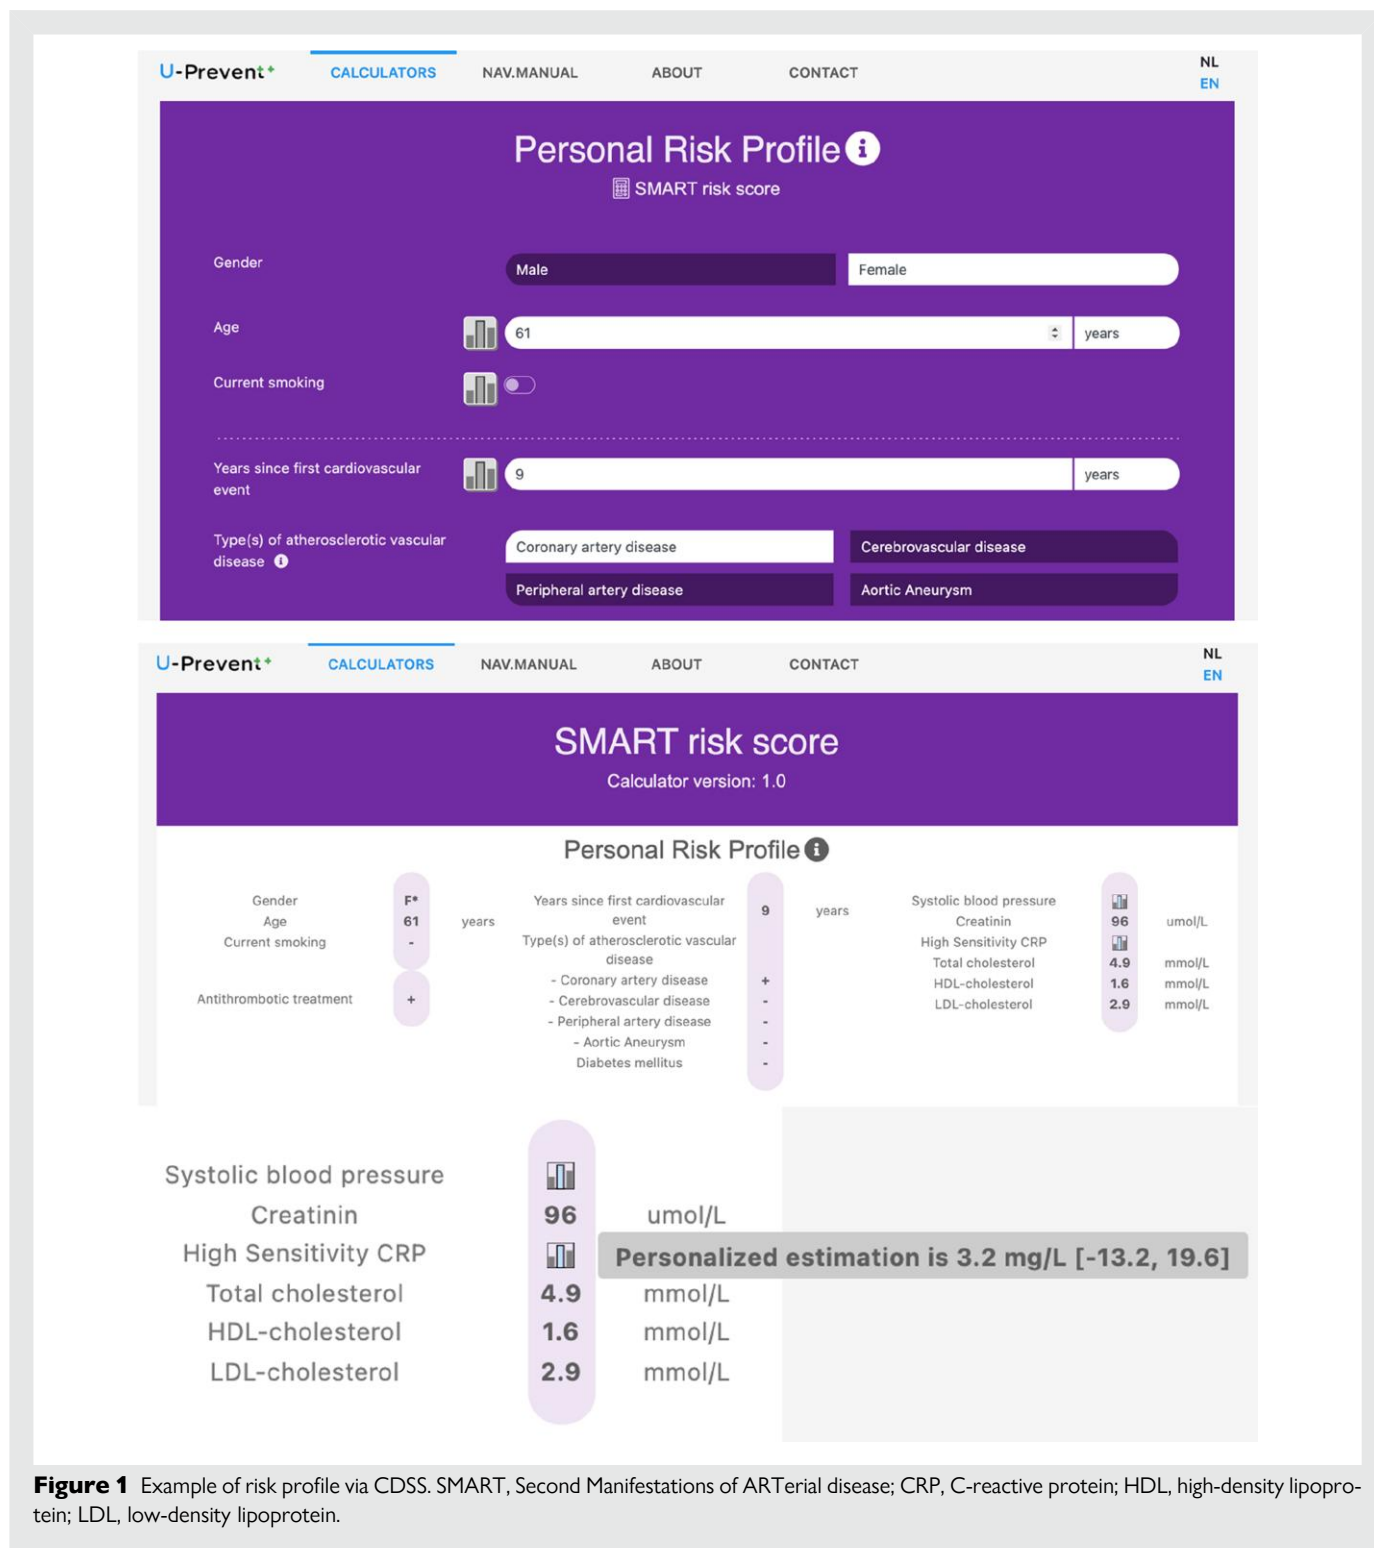 U-Prevent+ CALCULATORS NAV.MANUAL ABOUT CONTACT NL
EN
Personal Risk Profile i
SMART risk score
Gender Male Female
Age 61 years
Current smoking
Years since first cardiovascular
event 9 years
Type(s) of atherosclerotic vascular
disease i
Coronary artery disease Cerebrovascular disease
Peripheral artery disease Aortic Aneurysm
U-Prevent+ CALCULATORS NAV.MANUAL ABOUT CONTACT NL
EN
SMART risk score
Calculator version: 1.0
Personal Risk Profile i
Gender F*
Age 61 years
Current smoking -
Antithrombotic treatment +
Years since first cardiovascular
event 9 years
Type(s) of atherosclerotic vascular
disease
- Coronary artery disease +
- Cerebrovascular disease -
- Peripheral artery disease -
- Aortic Aneurysm -
Diabetes mellitus -
Systolic blood pressure
Creatinin 96 umol/L
High Sensitivity CRP
Total cholesterol 4.9 mmol/L
HDL-cholesterol 1.6 mmol/L
LDL-cholesterol 2.9 mmol/L
Systolic blood pressure
Creatinin 96 umol/L
High Sensitivity CRP Personalized estimation is 3.2 mg/L [-13.2, 19.6]
Total cholesterol 4.9 mmol/L
HDL-cholesterol 1.6 mmol/L
LDL-cholesterol 2.9 mmol/L
Figure 1 Example of risk profile via CDSS. SMART, Second Manifestations of ARTerial disease; CRP, C-reactive protein; HDL, high-density lipopro-
tein; LDL, low-density lipoprotein.